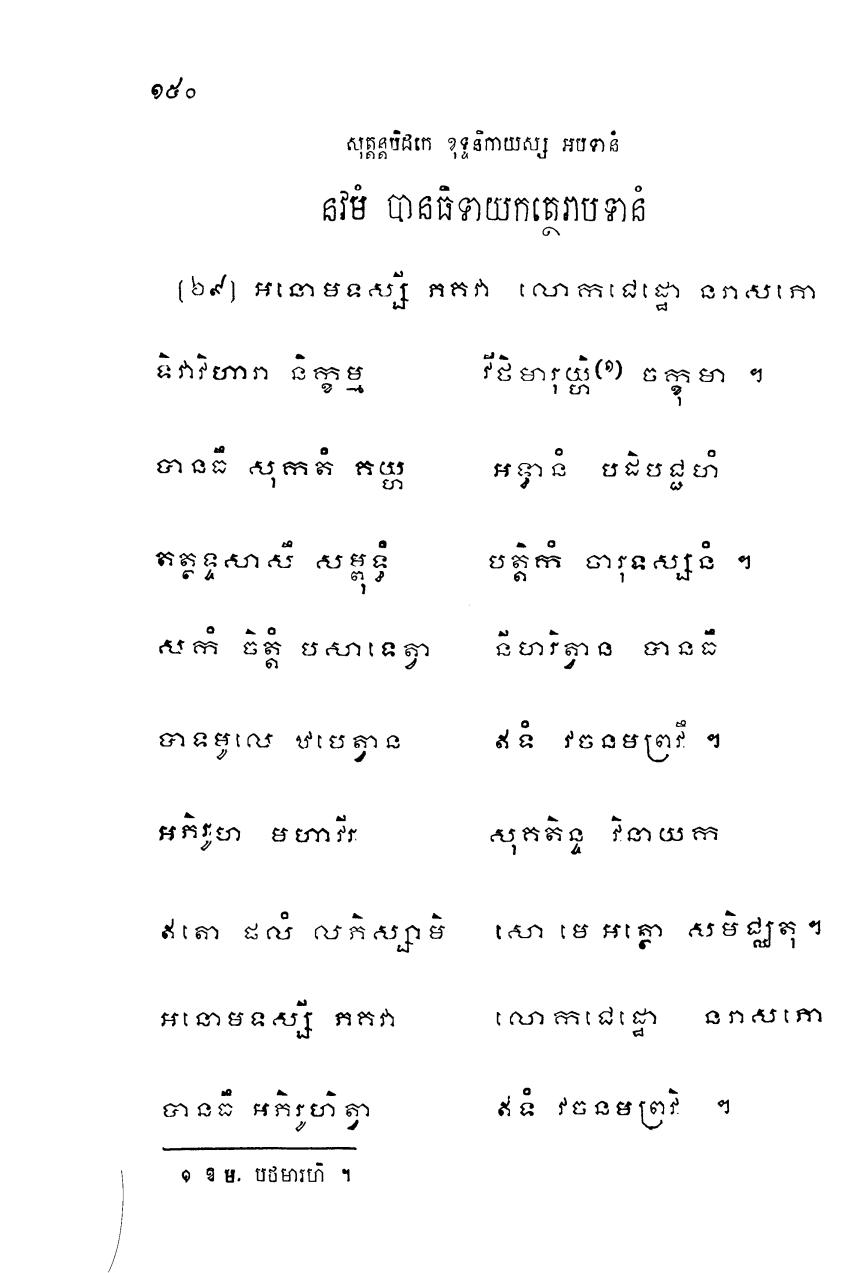 ១៥០
សុត្តន្តបិដកេ ខុទ្ទនិកាយស្ស អបទានំ
នវមំ បានធិទាយកត្ថេរាបទានំ
[៦៩] អនោមទស្សី ភគវា លោកជេដ្ឋោ នរាសភោ
ទិវាវិហារា និក្ខម្ម វីថិមារុយ្ហិ(១) ចក្ខុមា ។
បានធឹ សុកតំ គយ្ហ អទ្ធានំ បដិបជ្ជហំ
តត្ថទ្ទសាសឹ សម្ពុទ្ធំ បត្តិកំ ចារុទស្សនំ ។
សកំ ចិត្តំ បសាទេត្វា នីហរិត្វាន បានធឹ
បាទមូលេ ឋបេត្វាន ឥទំ វចនមព្រវឹ ។
អភិរូហ មហាវីរ សុគតិន្ទ វិនាយក
ឥតោ ផលំ លភិស្សាមិ សោ មេ អត្ថោ សមិជ្ឈតុ ។
អនោមទស្សី ភគវា លោកជេដ្ឋោ នរាសភោ
បានធឹ អភិរូហិត្វា ឥទំ វចនមព្រវិ ។
១ ឱ ម. បថមារហិ ។